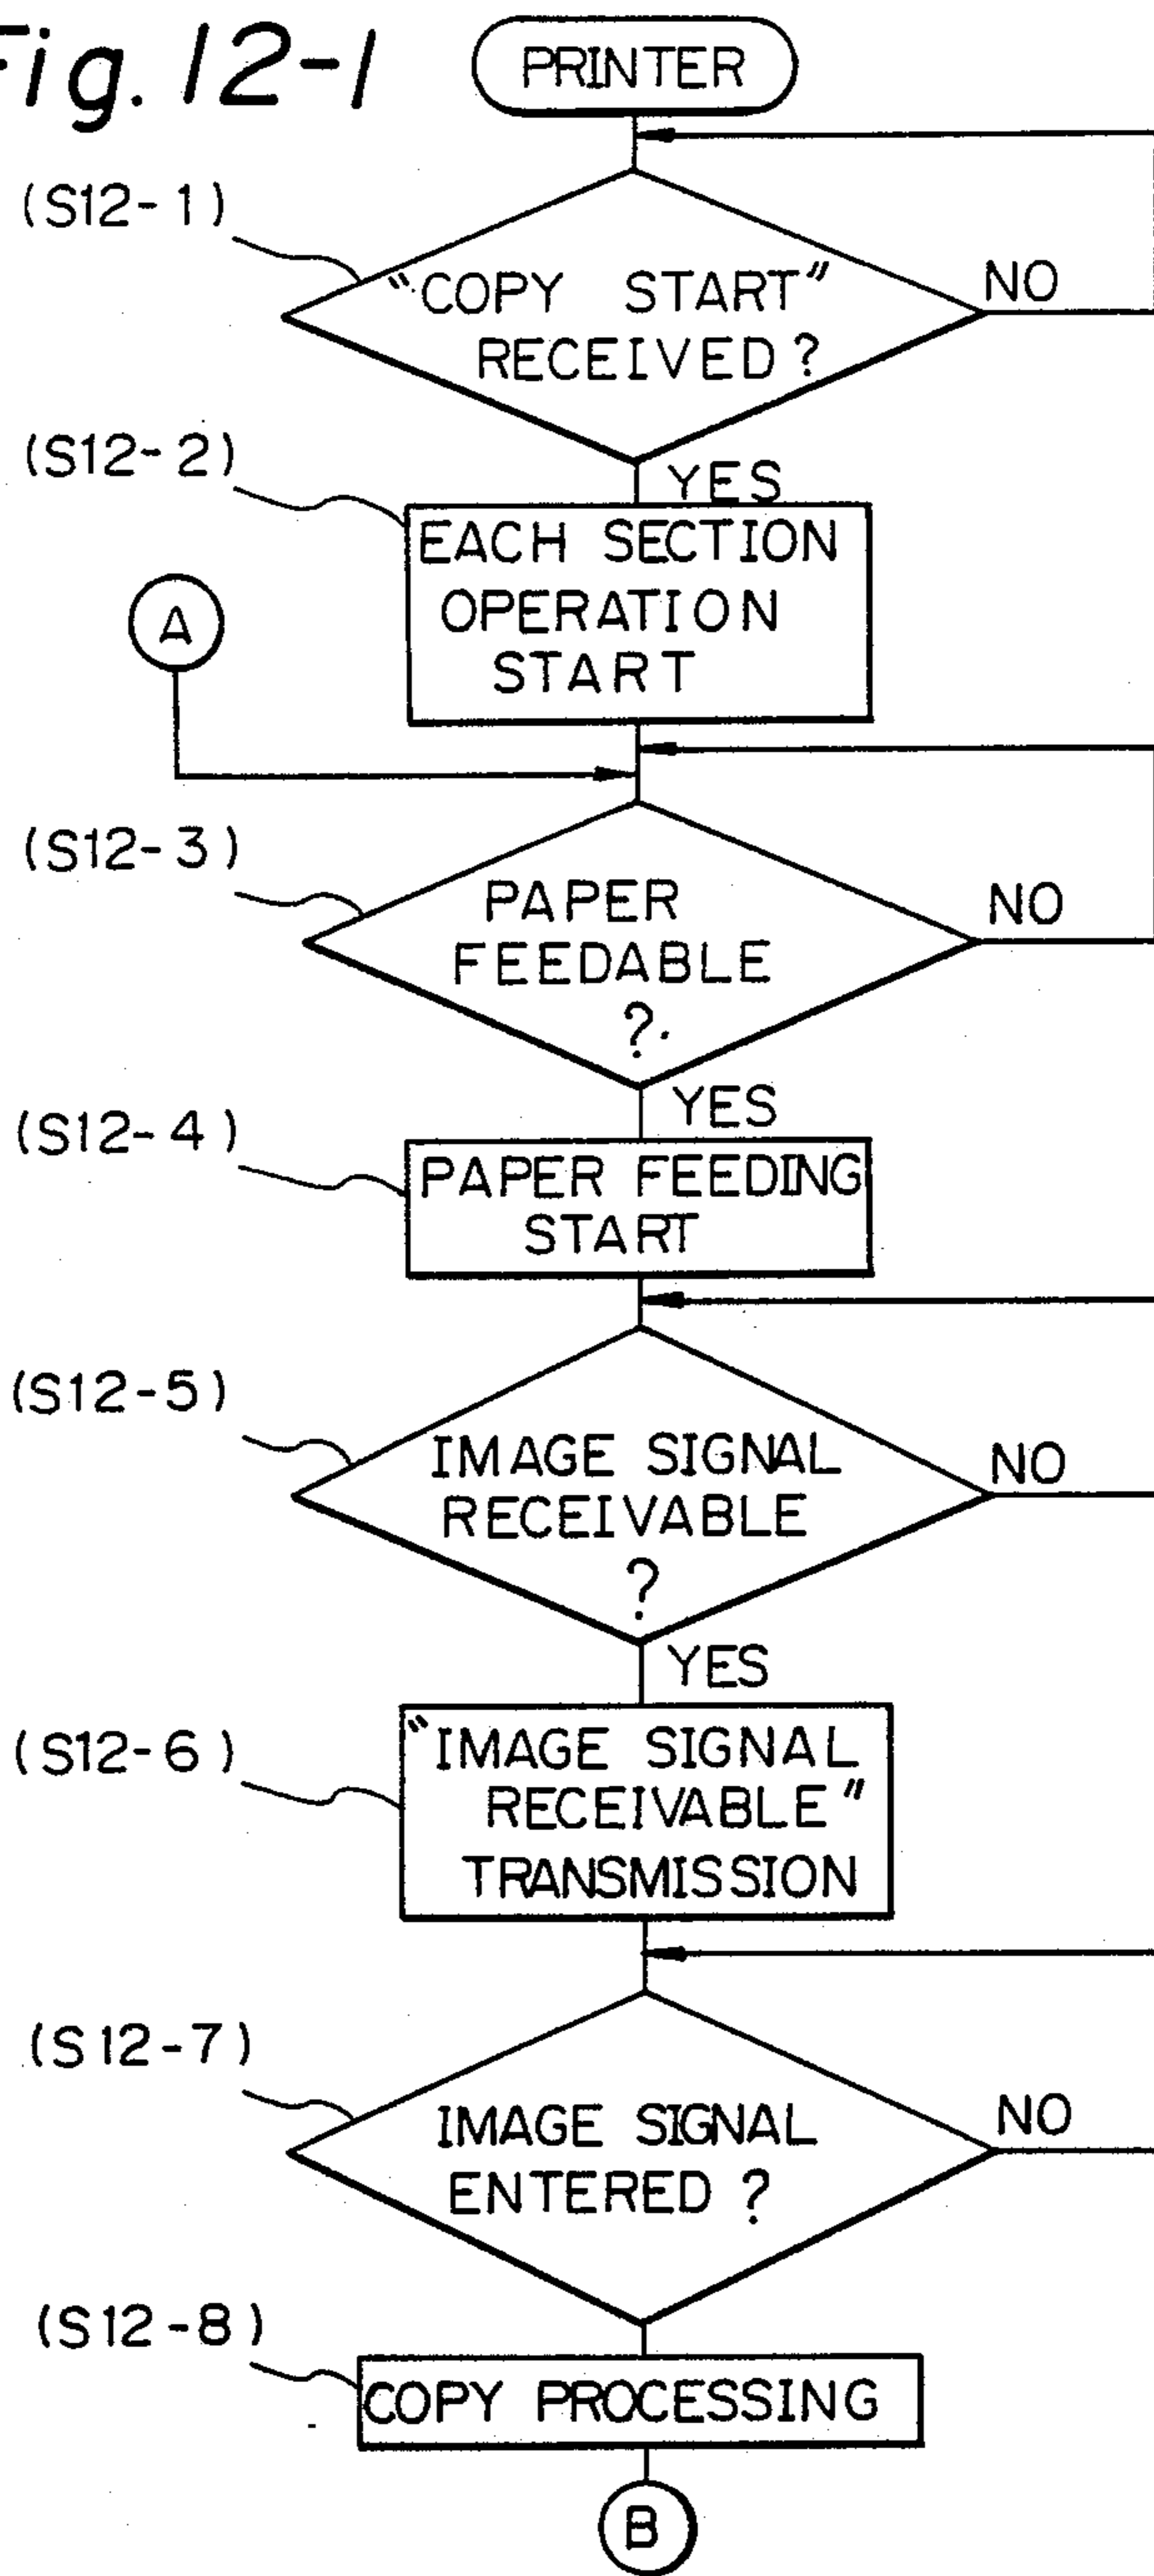 Fig. 12-1
PRINTER
(S12-1)
"COPY START"
RECEIVED?
NO
YES
(S12-2)
EACH SECTION
OPERATION
START
A
(S12-3)
PAPER
FEEDABLE
?
NO
YES
(S12-4)
PAPER FEEDING
START
(S12-5)
IMAGE SIGNAL
RECEIVABLE
?
NO
YES
(S12-6)
"IMAGE SIGNAL
RECEIVABLE"
TRANSMISSION
(S12-7)
IMAGE SIGNAL
ENTERED ?
NO
(S12-8)
COPY PROCESSING
B